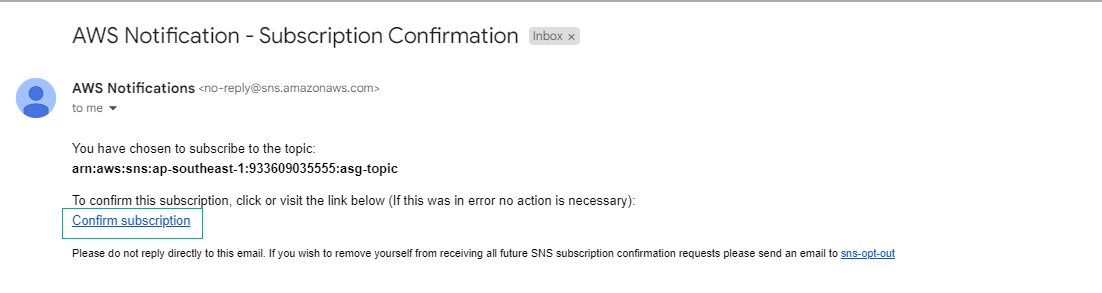 AWS Notification - Subscription Confirmation Inbox ×
AWS Notifications <no-reply@sns.amazonaws.com>
to me
You have chosen to subscribe to the topic:
arn:aws:sns:ap-southeast-1:933609035555:asg-topic
To confirm this subscription, click or visit the link below (If this was in error no action is necessary):
Confirm subscription
Please do not reply directly to this email. If you wish to remove yourself from receiving all future SNS subscription confirmation requests please send an email to sns-opt-out